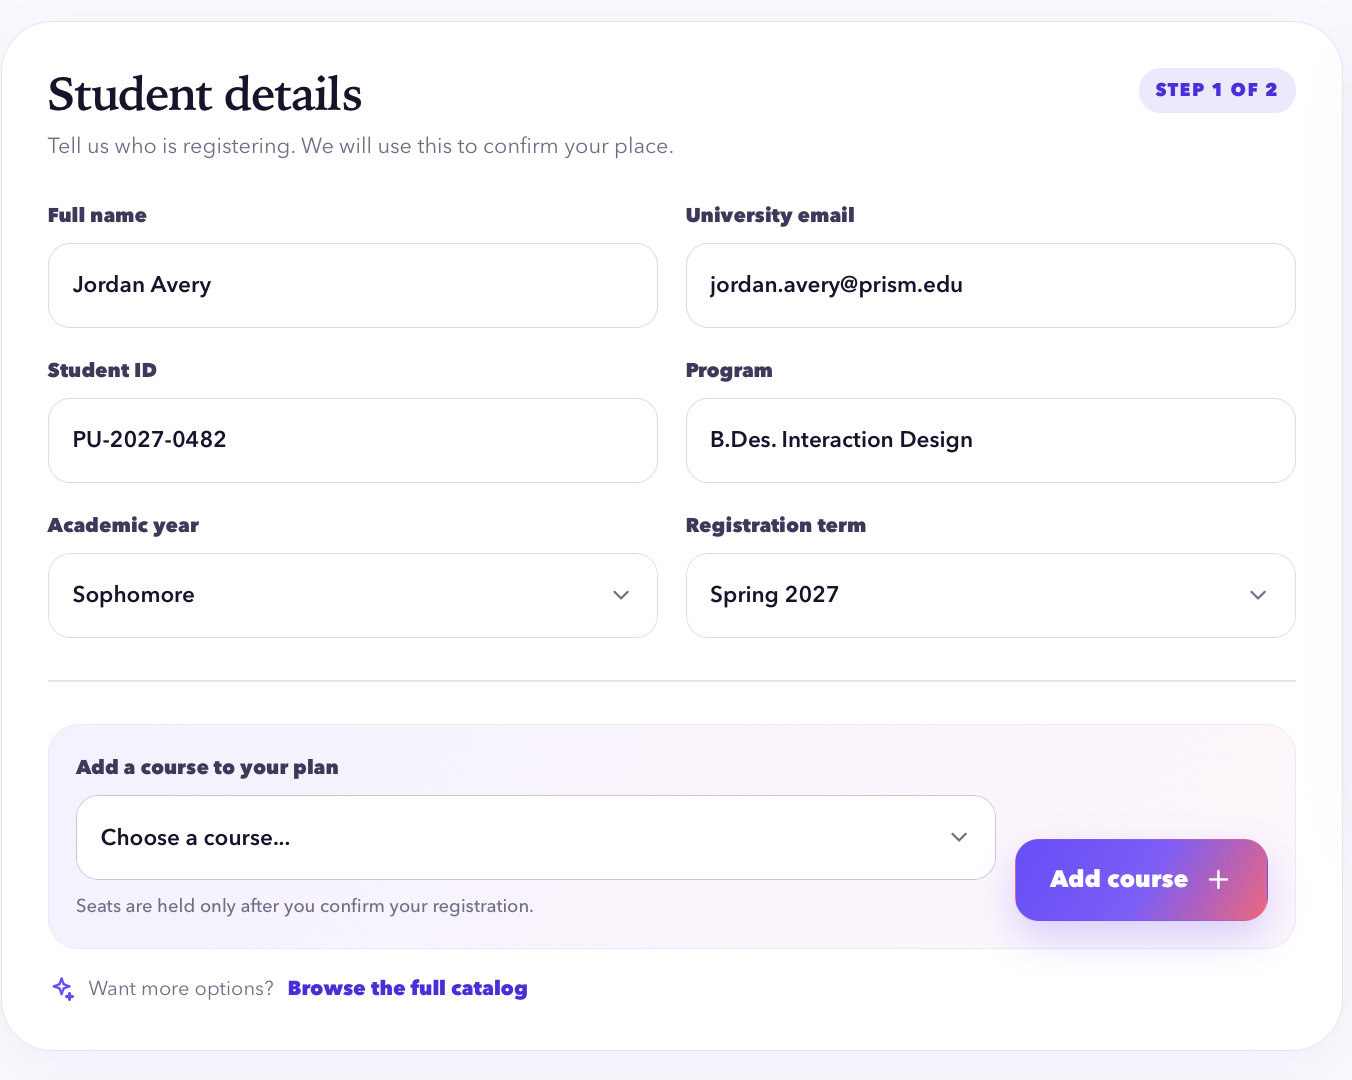 Student details
STEP 1 OF 2
Tell us who is registering. We will use this to confirm your place.
Full name
University email
Jordan Avery
jordan.avery@prism.edu
Student ID
Program
PU-2027-0482
B.Des. Interaction Design
Academic year
Registration term
Sophomore
Spring 2027
Add a course to your plan
Choose a course...
Add course
Seats are held only after you confirm your registration.
Want more options? Browse the full catalog